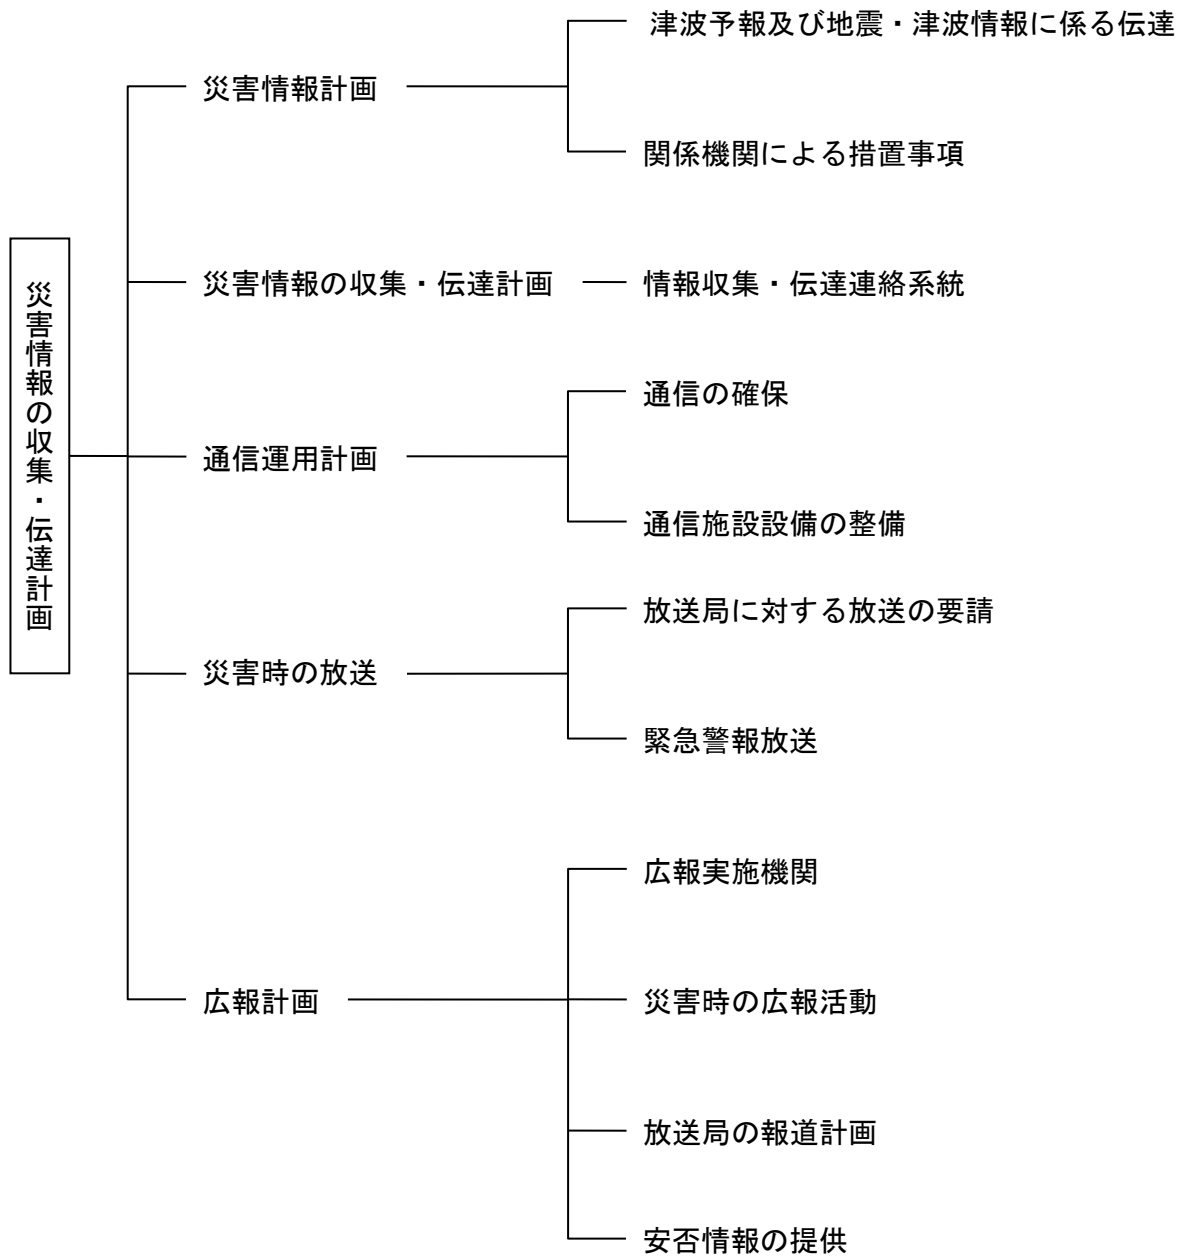 災害情報の収集・伝達計画
災害情報計画
津波予報及び地震・津波情報に係る伝達
関係機関による措置事項
災害情報の収集・伝達計画
情報収集・伝達連絡系統
通信運用計画
通信の確保
通信施設設備の整備
災害時の放送
放送局に対する放送の要請
緊急警報放送
広報計画
広報実施機関
災害時の広報活動
放送局の報道計画
安否情報の提供